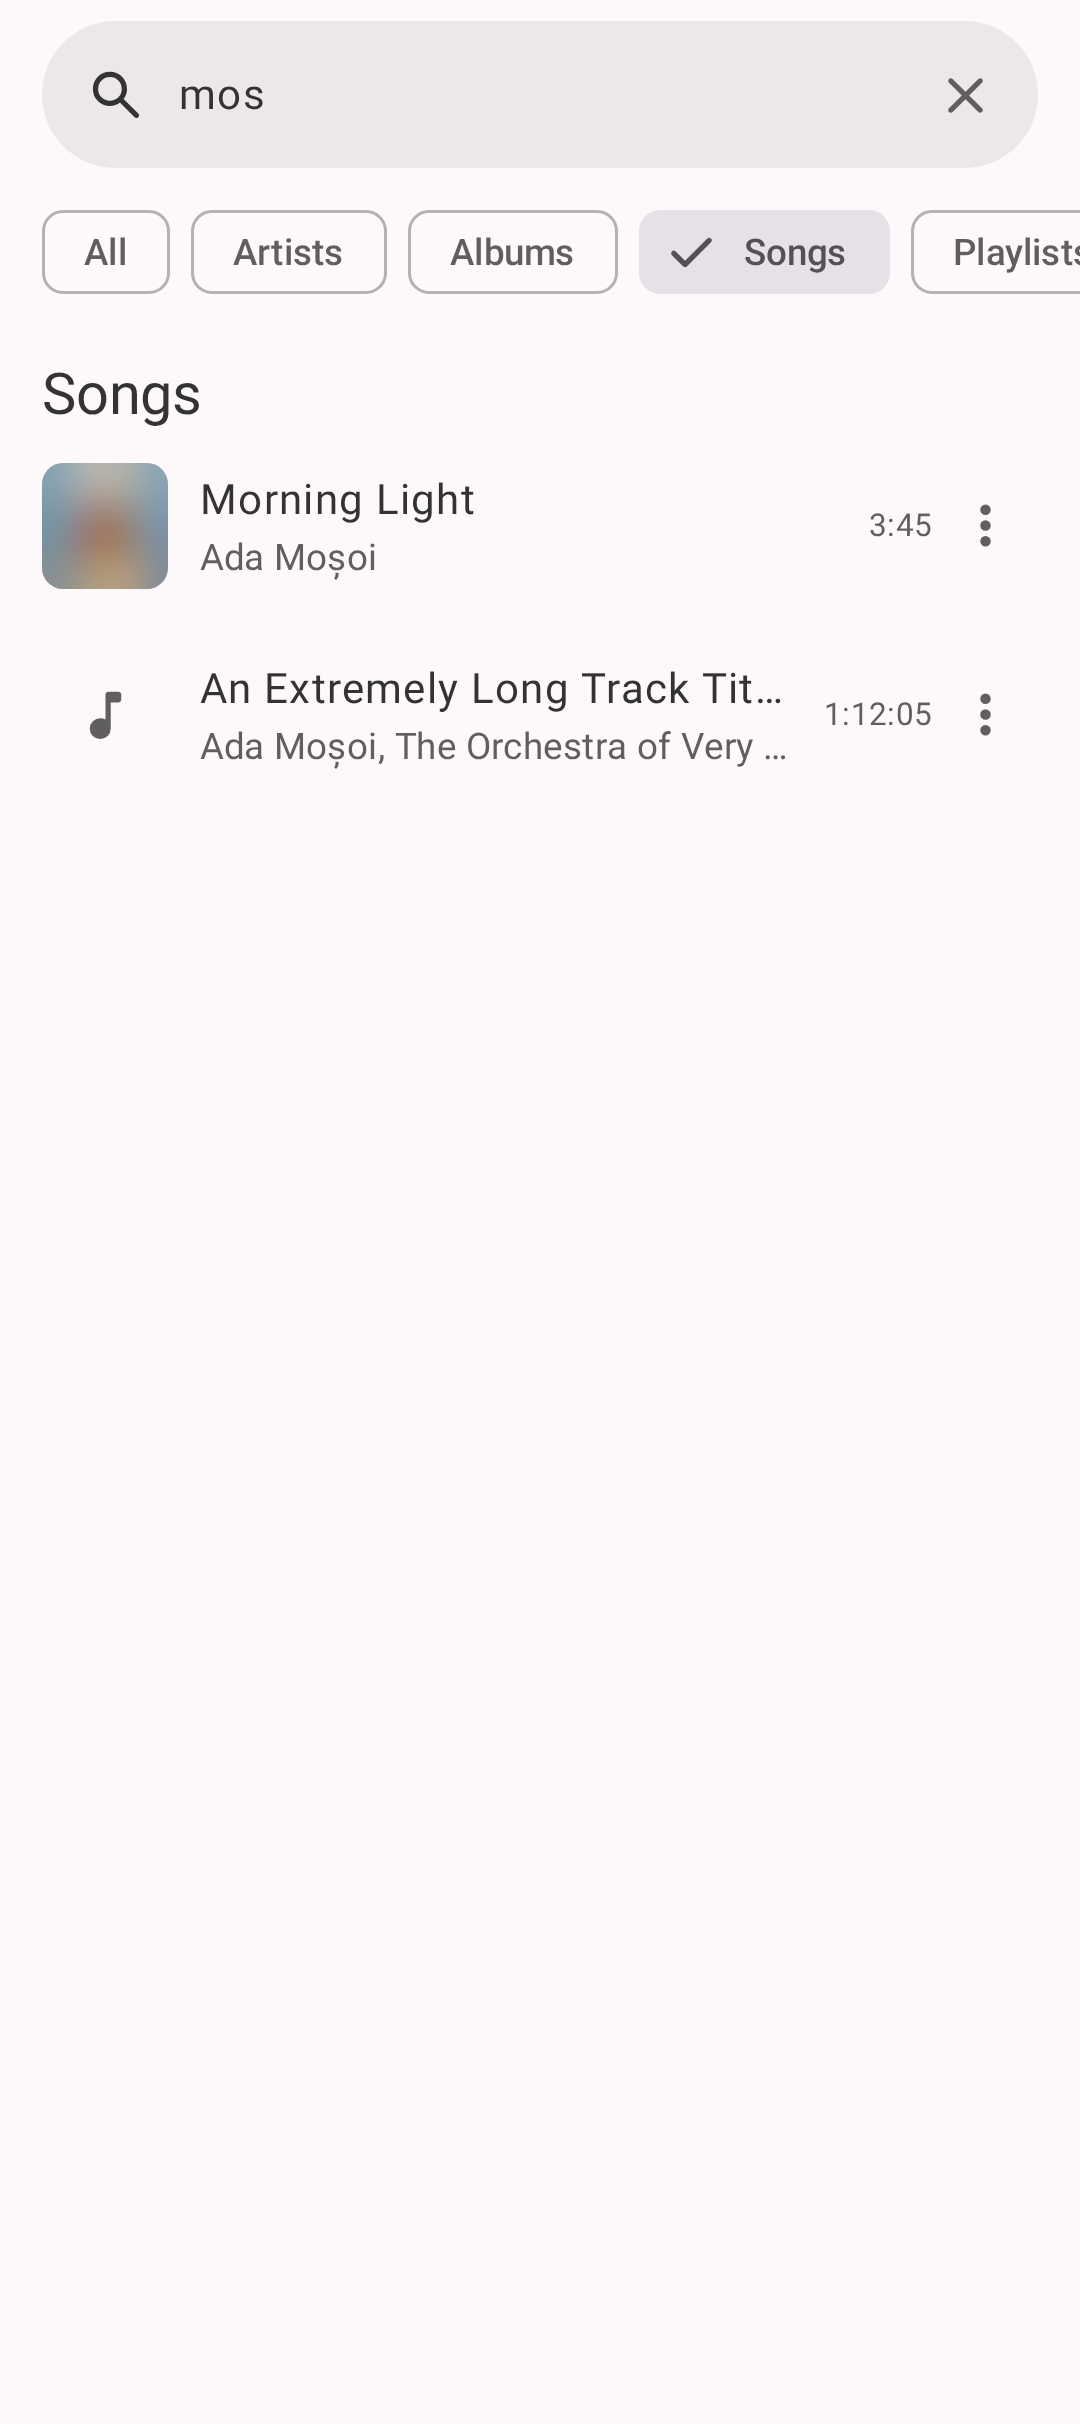 mos
All
Artists
Albums
Songs
Playlists
Songs
Morning Light
3:45
Ada Moșoi
An Extremely Long Track Tit…
1:12:05
Ada Moșoi, The Orchestra of Very …